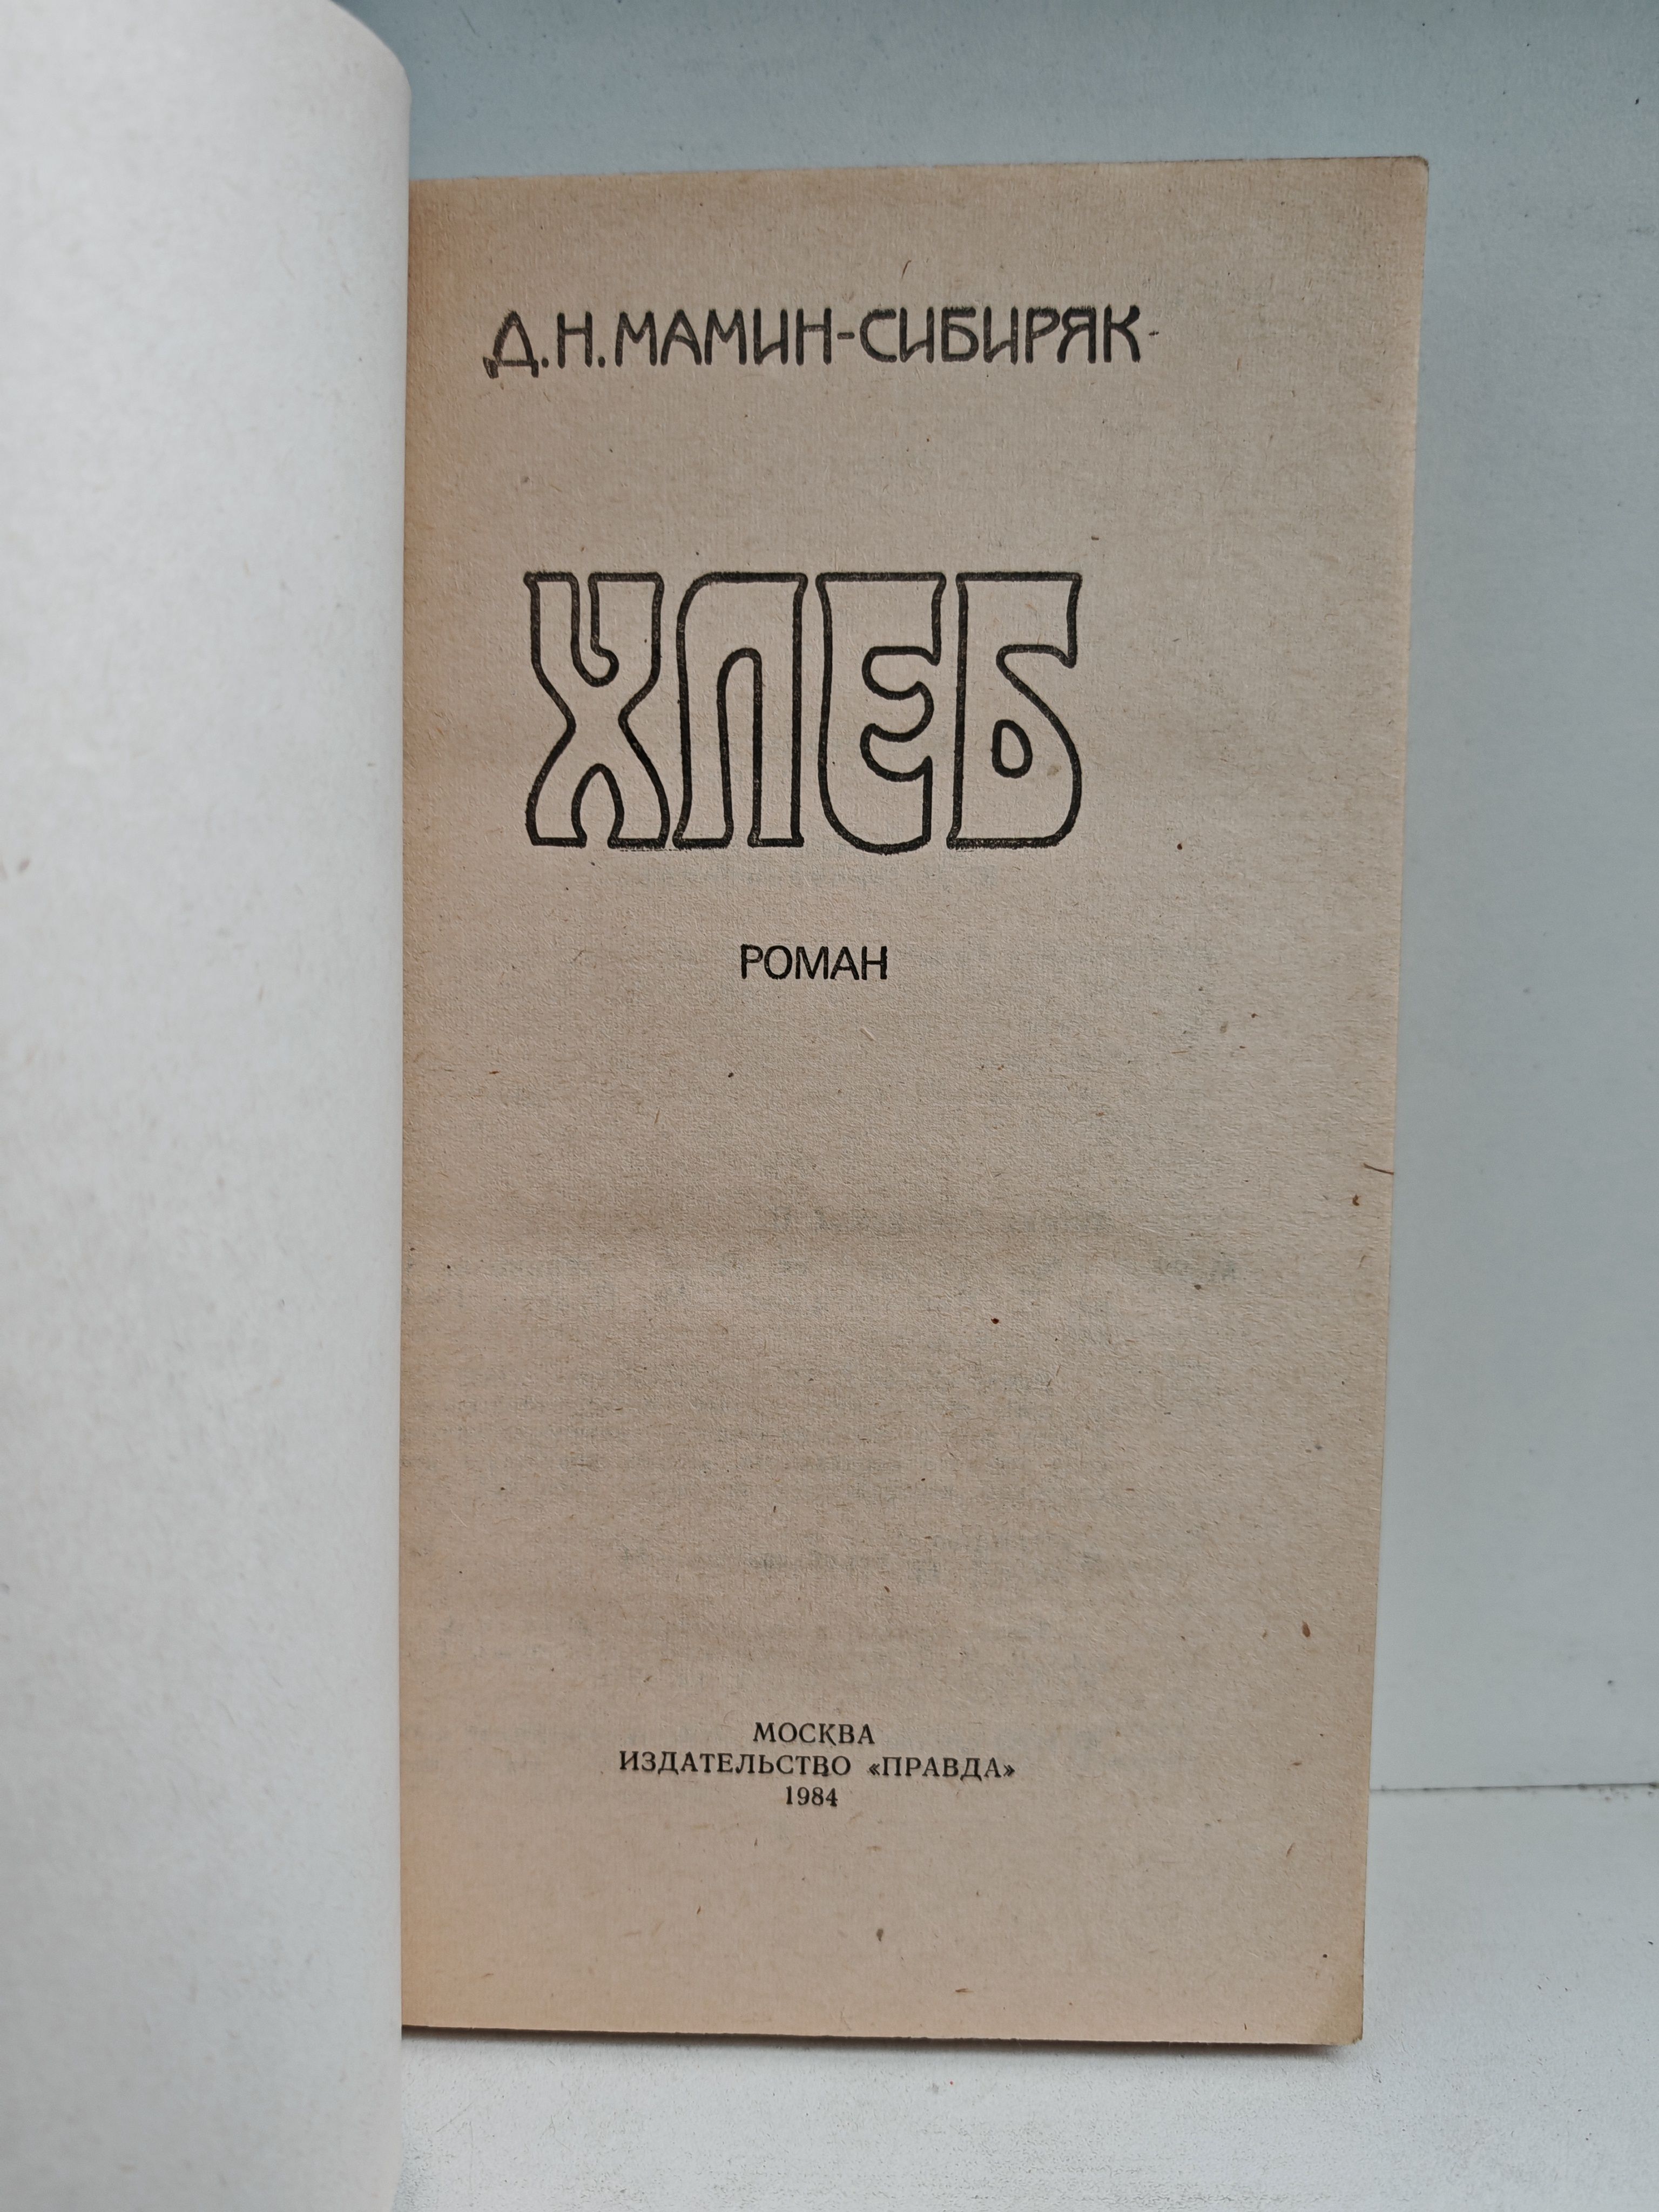 Д.Н.МАМИН-СИБИРЯК
ХЛЕБ
РОМАН
МОСКВА
ИЗДАТЕЛЬСТВО «ПРАВДА»
1984